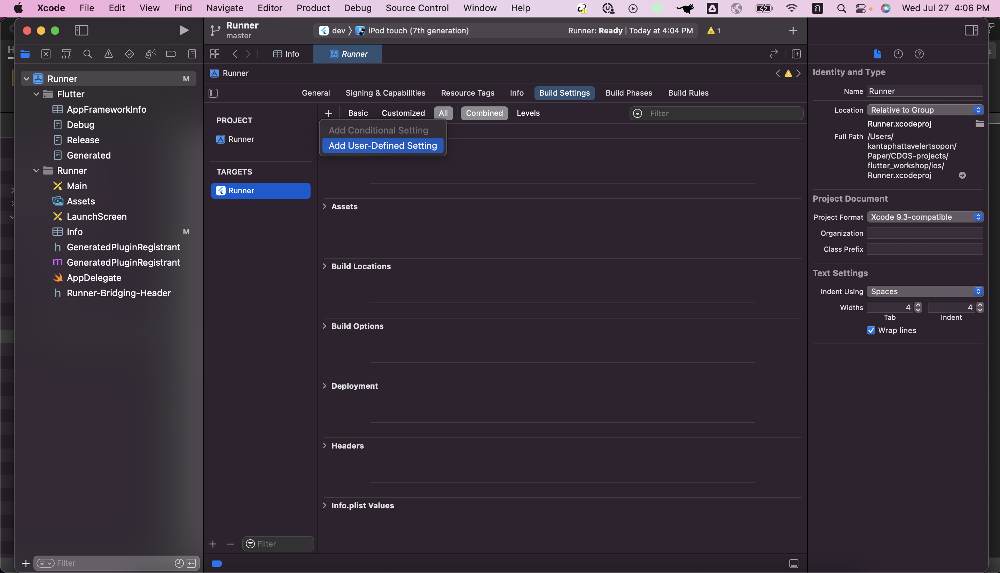 Xcode File Edit View Find Navigate Editor Product Debug Source Control Window Help
ก Wed Jul 27 4:06 PM
Runner
master
dev iPod touch (7th generation)
Runner: Ready | Today at 4:04 PM
1
Info
Runner
Runner
General Signing & Capabilities Resource Tags Info Build Settings Build Phases Build Rules
Basic Customized All Combined Levels
Filter
Add Conditional Setting
Add User-Defined Setting
Runner M
Flutter
AppFrameworkInfo
Debug
Release
Generated
Runner
Main
Assets
LaunchScreen
Info M
h GeneratedPluginRegistrant
m GeneratedPluginRegistrant
AppDelegate
h Runner-Bridging-Header
Filter
PROJECT
Runner
TARGETS
Runner
Filter
Assets
Build Locations
Build Options
Deployment
Headers
Info.plist Values
Identity and Type
Name Runner
Location Relative to Group
Runner.xcodeproj
Full Path /Users/
kantaphattavelertsopon/
Paper/CDGS-projects/
flutter_workshop/ios/
Runner.xcodeproj
Project Document
Project Format Xcode 9.3-compatible
Organization
Class Prefix
Text Settings
Indent Using Spaces
Widths 4 4
Tab Indent
Wrap lines